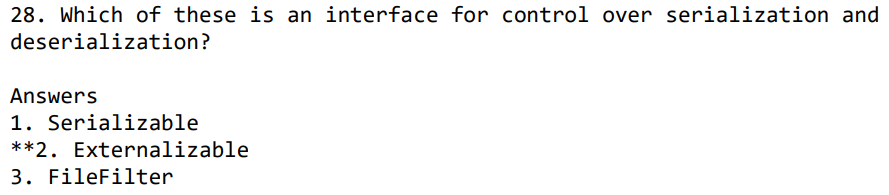 28. Which of these is an interface for control over serialization and
deserialization?
Answers
1. Serializable
**2. Externalizable
3. FileFilter